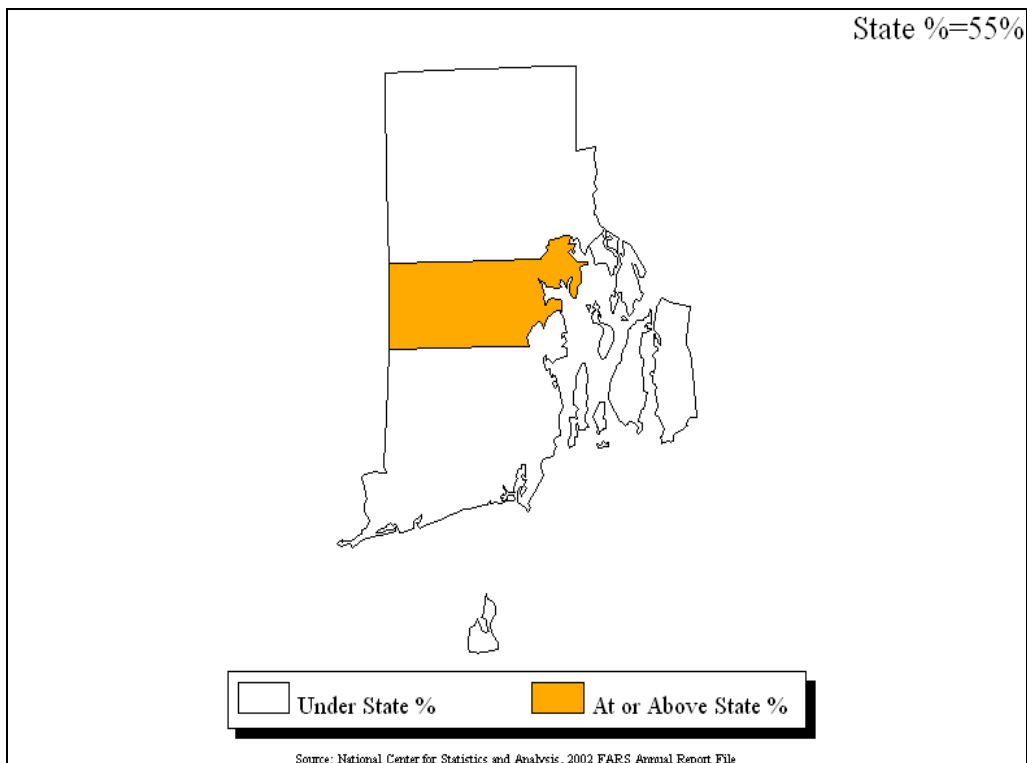 State %=55%
Under State %
At or Above State %
Source: National Center for Statistics and Analysis, 2002 FARS Annual Report File